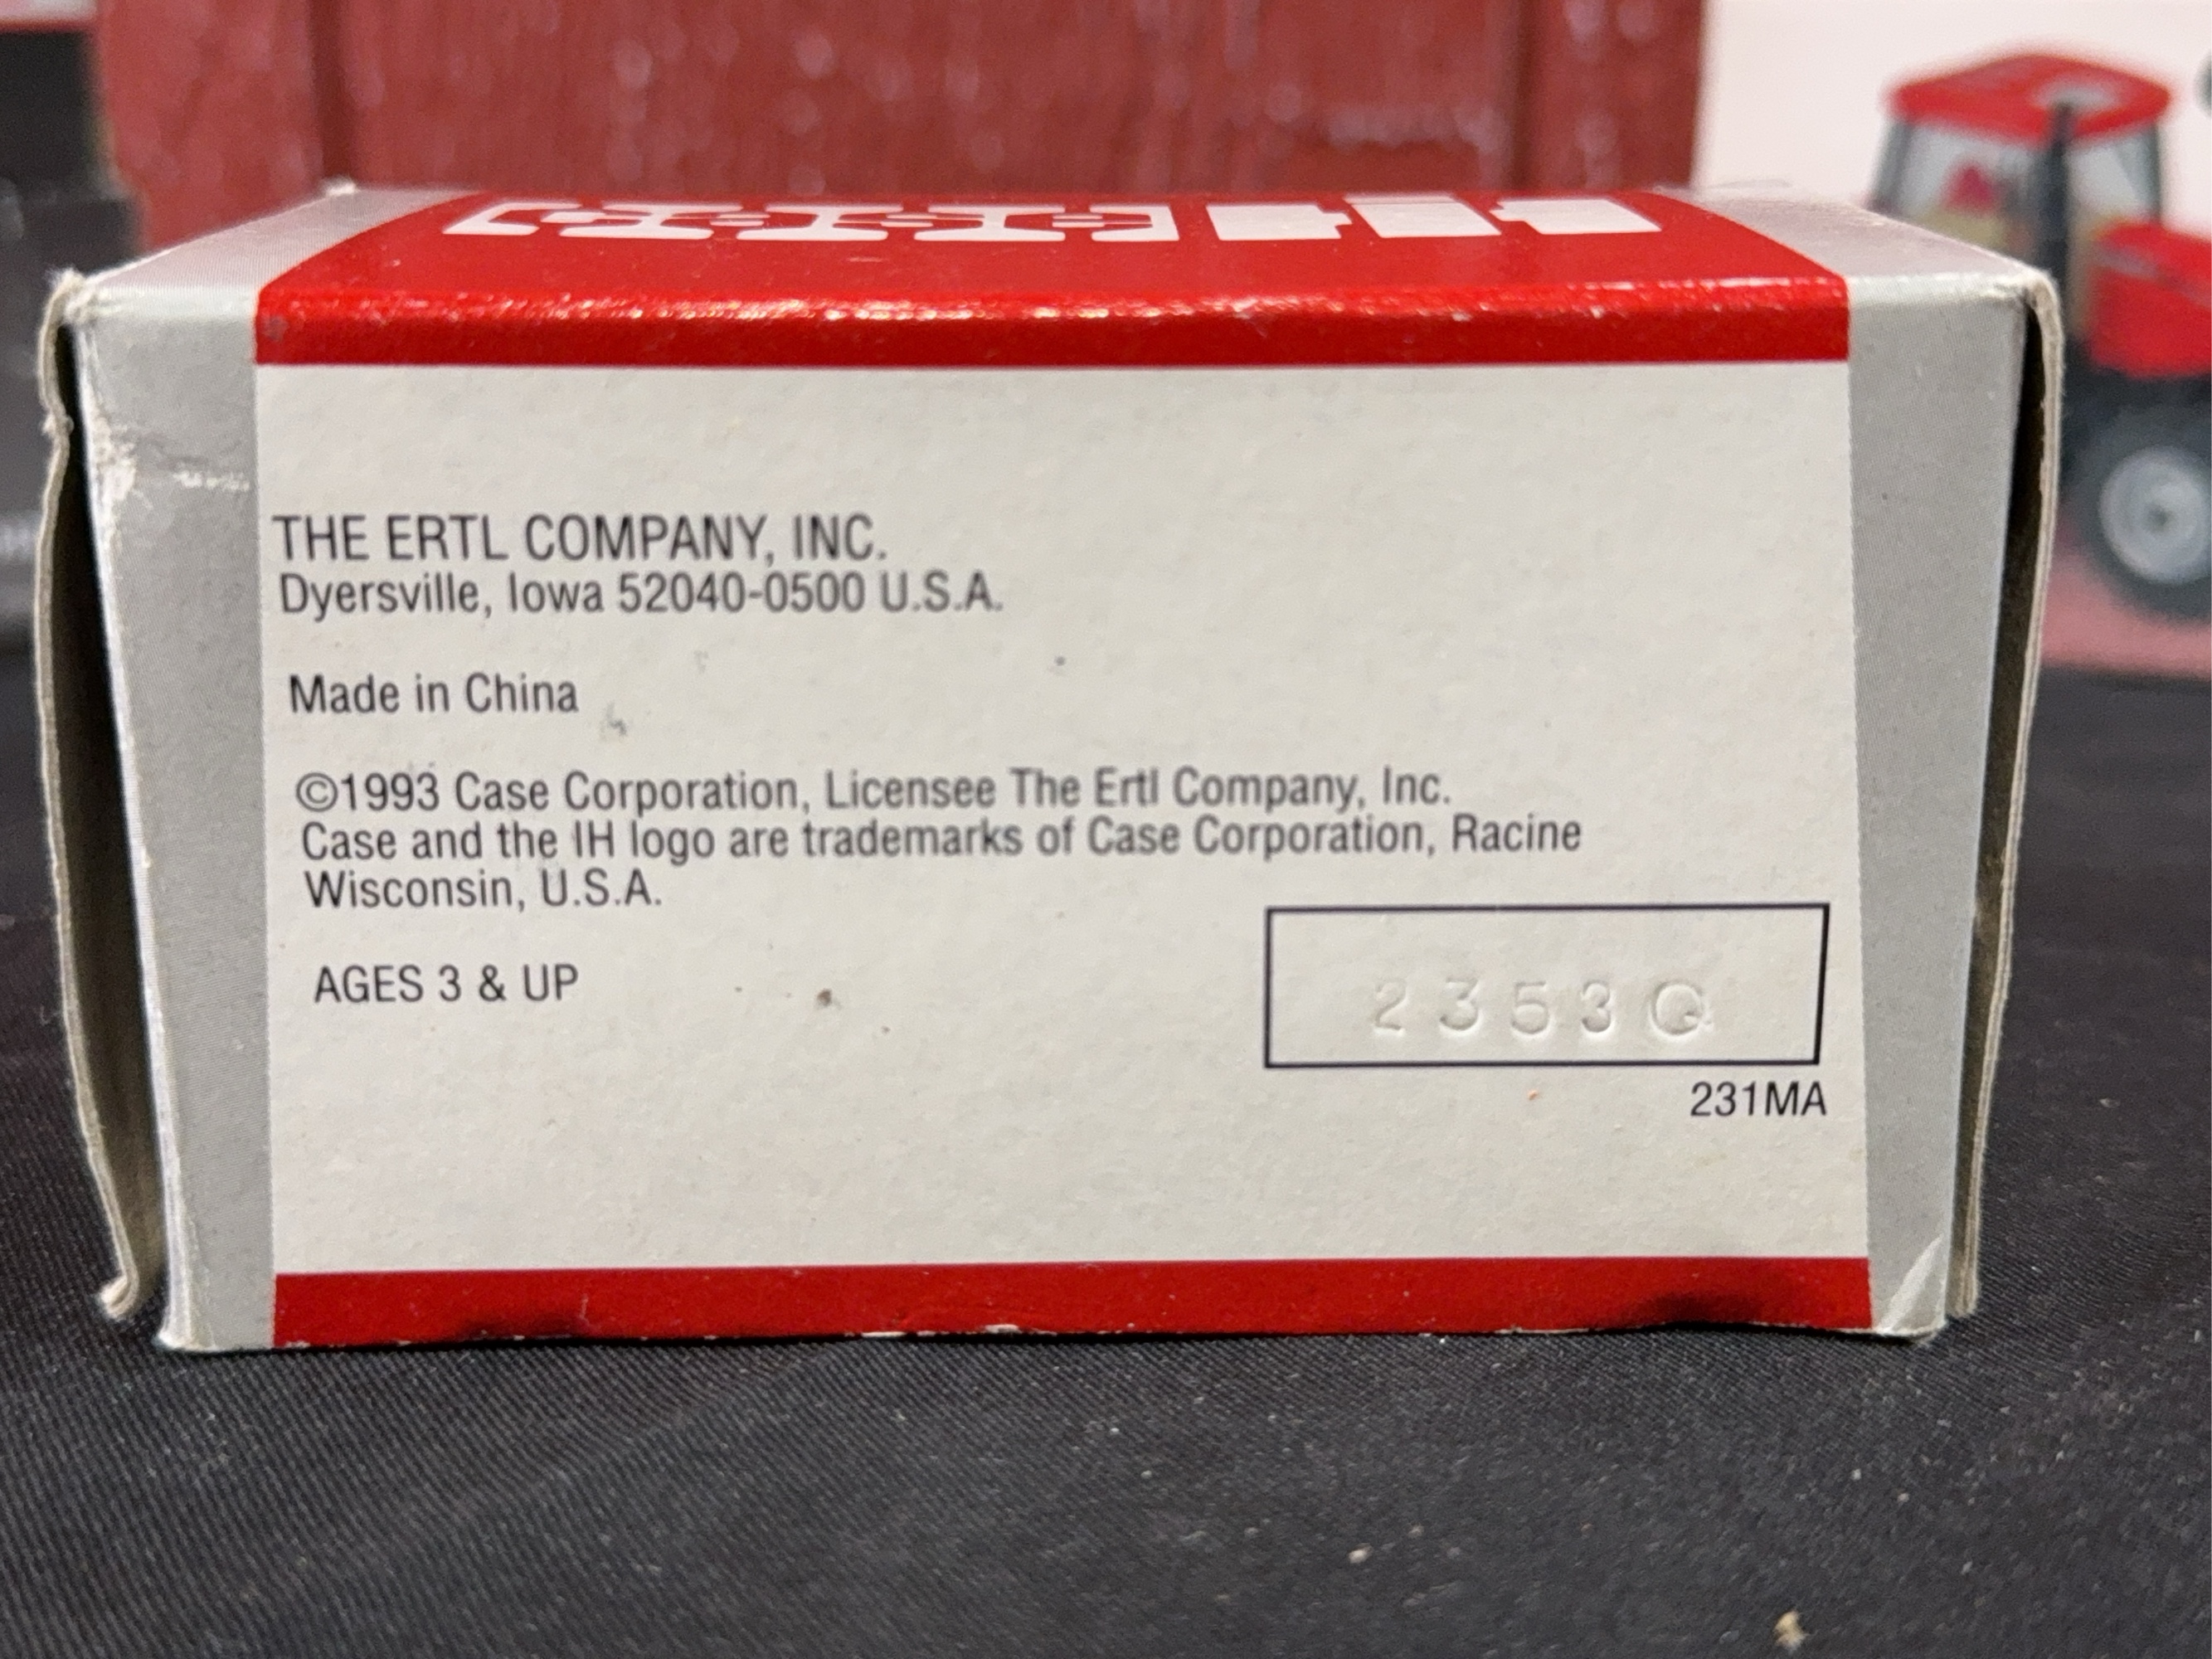 THE ERTL COMPANY, INC.
Dyersville, Iowa 52040-0500 U.S.A.
Made in China
©1993 Case Corporation, Licensee The Ertl Company, Inc.
Case and the IH logo are trademarks of Case Corporation, Racine
Wisconsin, U.S.A.
AGES 3 & UP
2353Q
231MA